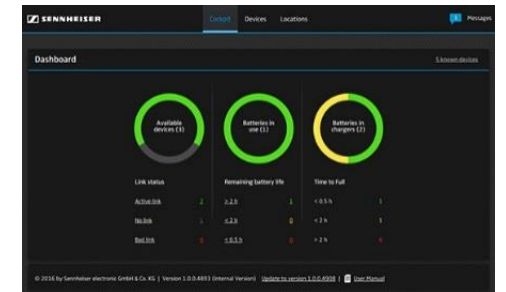 SENNHEISER Cockpit Devices Locations Messages
Dashboard 5 known devices
Available devices (3)
Batteries in use (1)
Batteries in chargers (2)
Link status Remaining battery life Time to Full
Active link 2 ≥ 2 h 1 < 0.5 h 1
No link 1 < 2 h 0 < 2 h 1
Bad link 0 < 0.5 h 0 > 2 h 0
© 2016 by Sennheiser electronic GmbH & Co. KG | Version 1.0.0.4893 (Internal Version) Update to version 1.0.0.4908 | User Manual